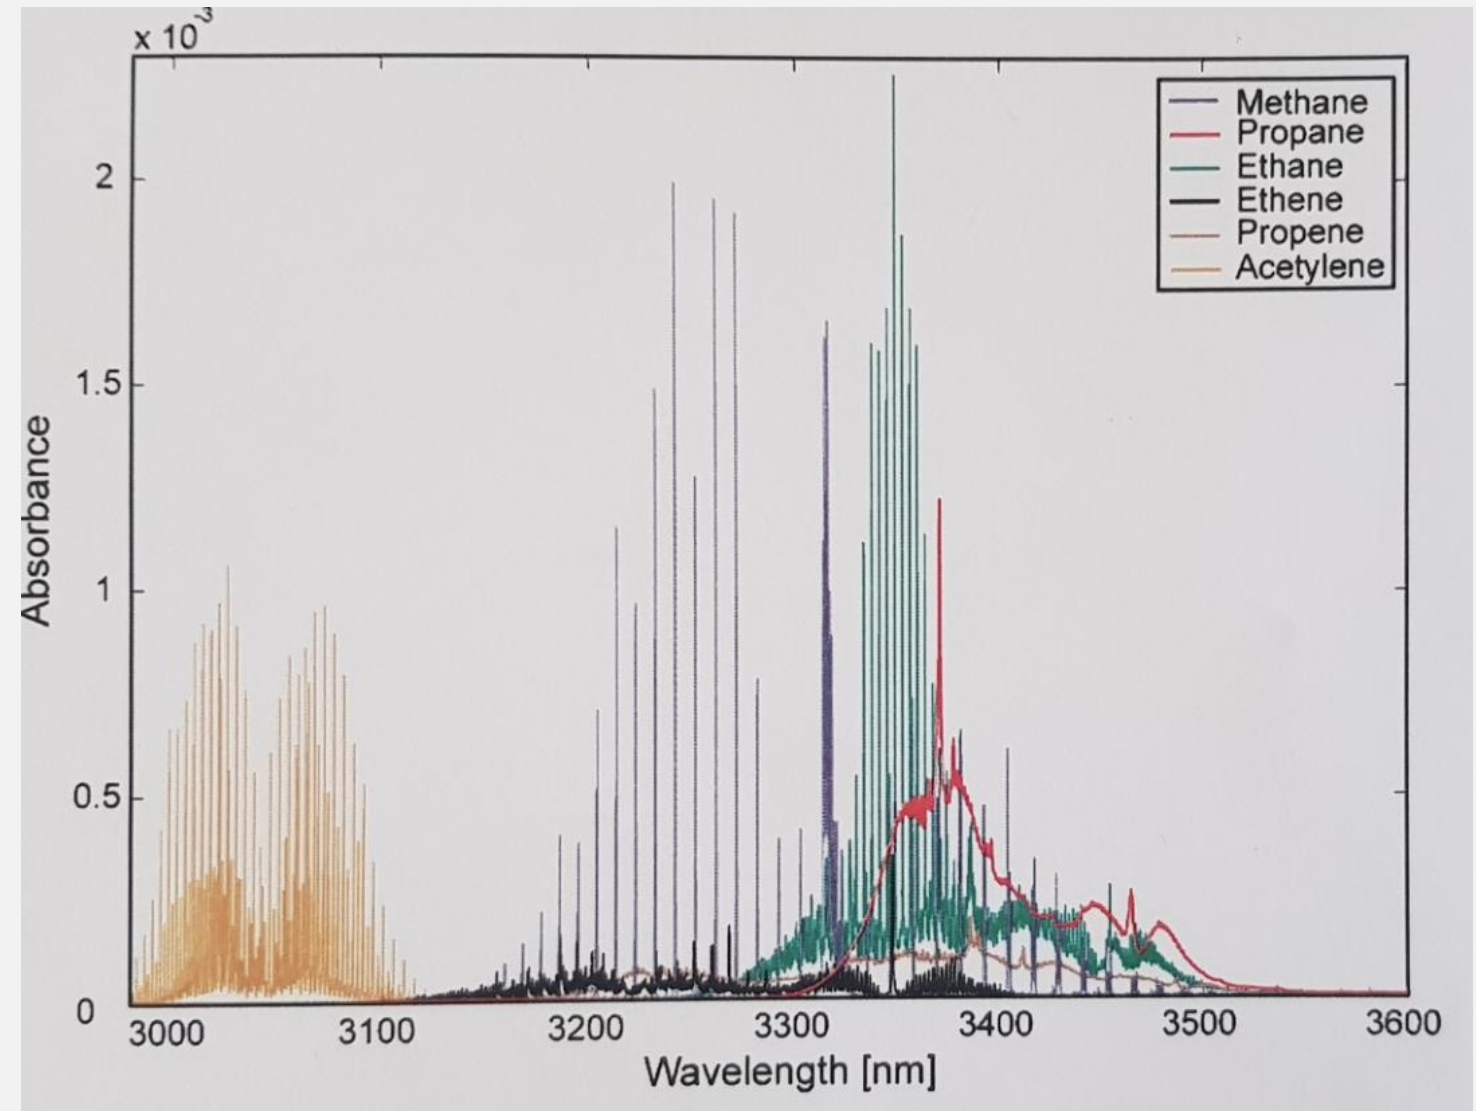 x 10-3
Methane
Propane
Ethane
Ethene
Propene
Acetylene
2
1.5
1
0.5
0
Absorbance
3000 3100 3200 3300 3400 3500 3600
Wavelength [nm]